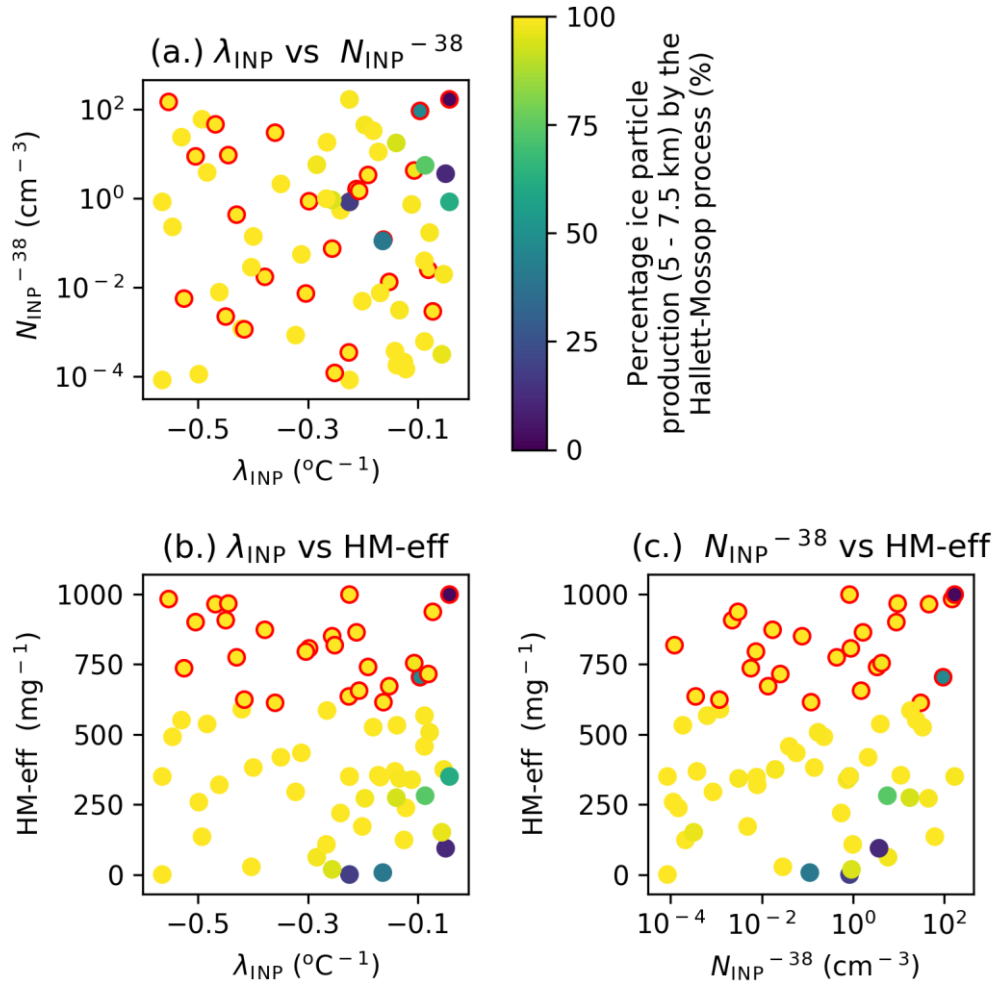 (a.) λINP vs NINP⁻³⁸
10²
10⁰
10⁻²
10⁻⁴
NINP⁻³⁸ (cm⁻³)
−0.5 −0.3 −0.1
λINP (ºC⁻¹)
100
75
50
25
0
Percentage ice particle
production (5 - 7.5 km) by the
Hallett-Mossop process (%)
(b.) λINP vs HM-eff
1000
750
500
250
0
HM-eff (mg⁻¹)
−0.5 −0.3 −0.1
λINP (ºC⁻¹)
(c.) NINP⁻³⁸ vs HM-eff
1000
750
500
250
0
HM-eff (mg⁻¹)
10⁻⁴ 10⁻² 10⁰ 10²
NINP⁻³⁸ (cm⁻³)